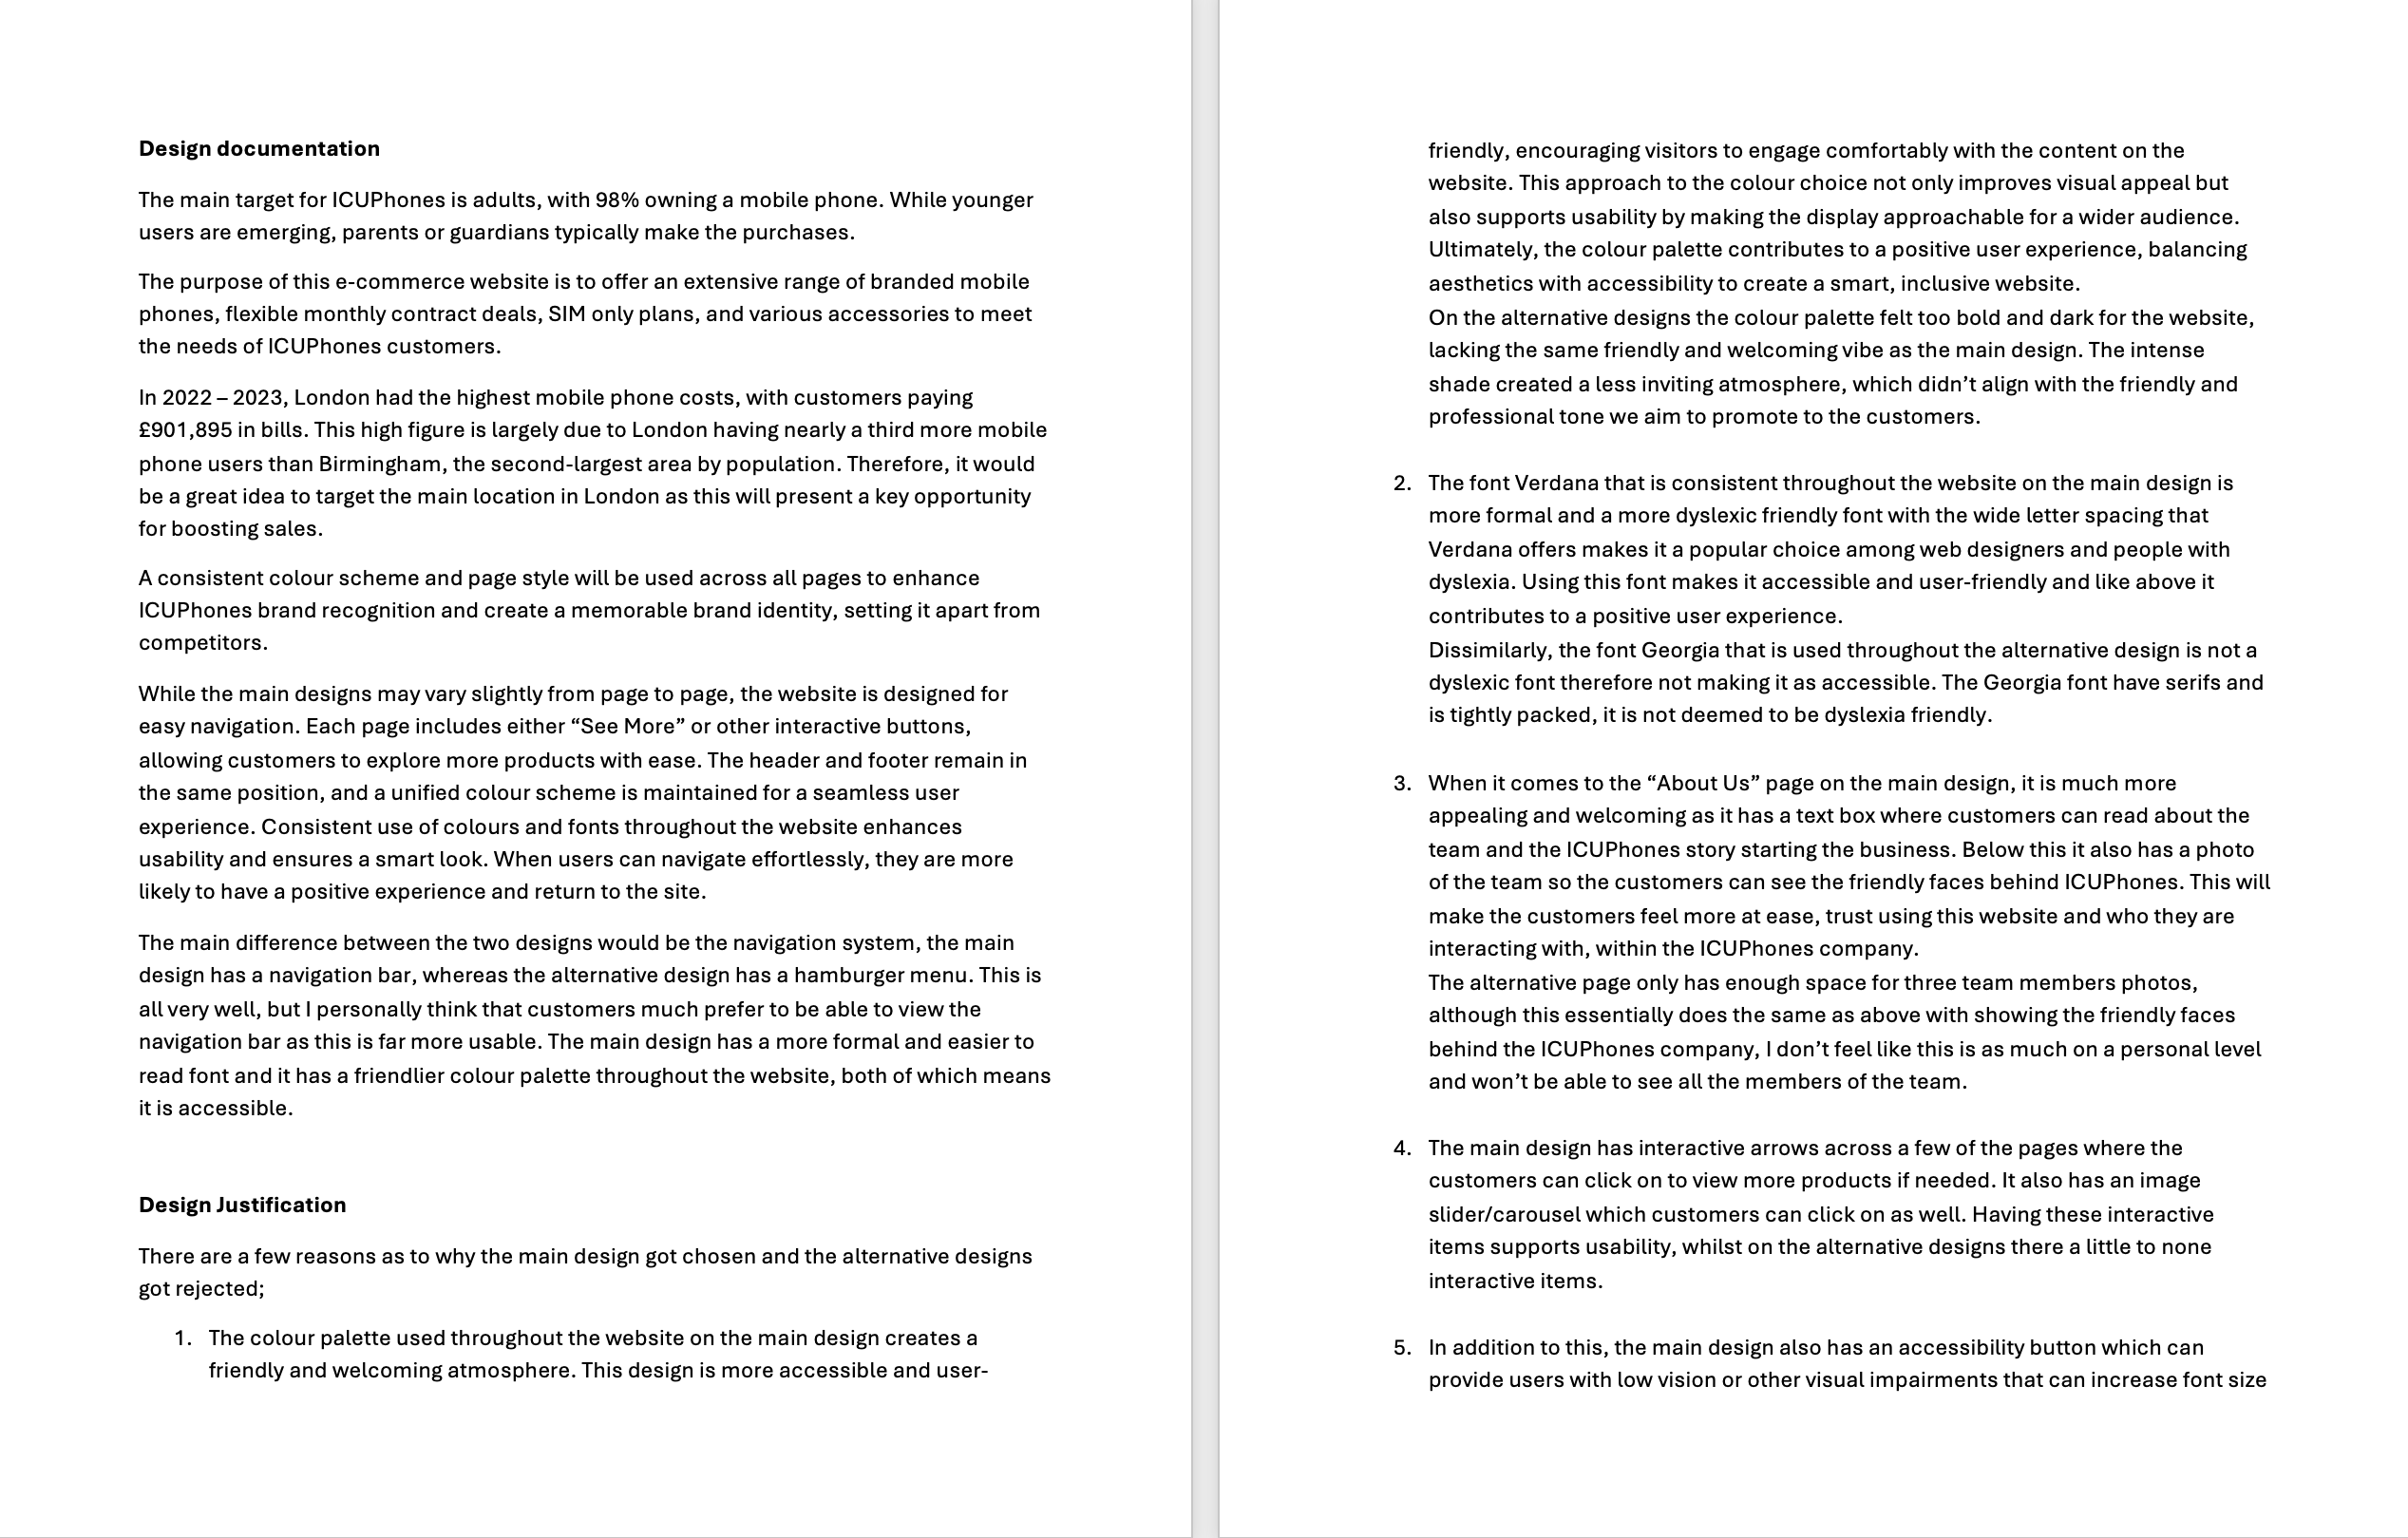 Design documentation
The main target for ICUPhones is adults, with 98% owning a mobile phone. While younger
users are emerging, parents or guardians typically make the purchases.
The purpose of this e-commerce website is to offer an extensive range of branded mobile
phones, flexible monthly contract deals, SIM only plans, and various accessories to meet
the needs of ICUPhones customers.
In 2022 – 2023, London had the highest mobile phone costs, with customers paying
£901,895 in bills. This high figure is largely due to London having nearly a third more mobile
phone users than Birmingham, the second-largest area by population. Therefore, it would
be a great idea to target the main location in London as this will present a key opportunity
for boosting sales.
A consistent colour scheme and page style will be used across all pages to enhance
ICUPhones brand recognition and create a memorable brand identity, setting it apart from
competitors.
While the main designs may vary slightly from page to page, the website is designed for
easy navigation. Each page includes either “See More” or other interactive buttons,
allowing customers to explore more products with ease. The header and footer remain in
the same position, and a unified colour scheme is maintained for a seamless user
experience. Consistent use of colours and fonts throughout the website enhances
usability and ensures a smart look. When users can navigate effortlessly, they are more
likely to have a positive experience and return to the site.
The main difference between the two designs would be the navigation system, the main
design has a navigation bar, whereas the alternative design has a hamburger menu. This is
all very well, but I personally think that customers much prefer to be able to view the
navigation bar as this is far more usable. The main design has a more formal and easier to
read font and it has a friendlier colour palette throughout the website, both of which means
it is accessible.
Design Justification
There are a few reasons as to why the main design got chosen and the alternative designs
got rejected;
1. The colour palette used throughout the website on the main design creates a
friendly and welcoming atmosphere. This design is more accessible and user-
friendly, encouraging visitors to engage comfortably with the content on the
website. This approach to the colour choice not only improves visual appeal but
also supports usability by making the display approachable for a wider audience.
Ultimately, the colour palette contributes to a positive user experience, balancing
aesthetics with accessibility to create a smart, inclusive website.
On the alternative designs the colour palette felt too bold and dark for the website,
lacking the same friendly and welcoming vibe as the main design. The intense
shade created a less inviting atmosphere, which didn’t align with the friendly and
professional tone we aim to promote to the customers.
2. The font Verdana that is consistent throughout the website on the main design is
more formal and a more dyslexic friendly font with the wide letter spacing that
Verdana offers makes it a popular choice among web designers and people with
dyslexia. Using this font makes it accessible and user-friendly and like above it
contributes to a positive user experience.
Dissimilarly, the font Georgia that is used throughout the alternative design is not a
dyslexic font therefore not making it as accessible. The Georgia font have serifs and
is tightly packed, it is not deemed to be dyslexia friendly.
3. When it comes to the “About Us” page on the main design, it is much more
appealing and welcoming as it has a text box where customers can read about the
team and the ICUPhones story starting the business. Below this it also has a photo
of the team so the customers can see the friendly faces behind ICUPhones. This will
make the customers feel more at ease, trust using this website and who they are
interacting with, within the ICUPhones company.
The alternative page only has enough space for three team members photos,
although this essentially does the same as above with showing the friendly faces
behind the ICUPhones company, I don’t feel like this is as much on a personal level
and won’t be able to see all the members of the team.
4. The main design has interactive arrows across a few of the pages where the
customers can click on to view more products if needed. It also has an image
slider/carousel which customers can click on as well. Having these interactive
items supports usability, whilst on the alternative designs there a little to none
interactive items.
5. In addition to this, the main design also has an accessibility button which can
provide users with low vision or other visual impairments that can increase font size